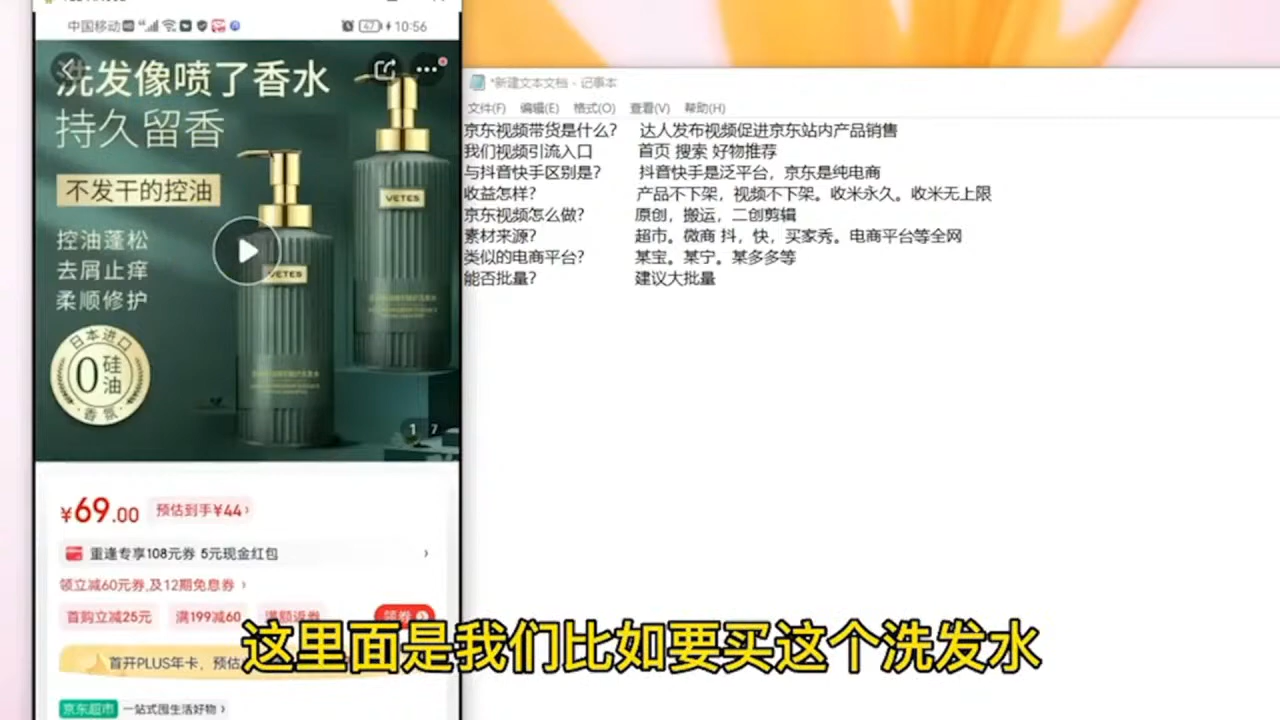 中国移动 HD 67 10:56
洗发像喷了香水
持久留香
不发干的控油
控油蓬松
去屑止痒
柔顺修护
日本进口
0硅油
香氛
VETES
VETES
1 7
¥69.00 预估到手¥44›
重逢专享108元券 5元现金红包 ›
领立减60元券,及12期免息券 ›
首购立减25元 满199减60 满额返券 领券
首开PLUS年卡、预估
京东超市 一站式囤生活好物 ›
*新建文本文档 - 记事本
文件(F) 编辑(E) 格式(O) 查看(V) 帮助(H)
京东视频带货是什么? 达人发布视频促进京东站内产品销售
我们视频引流入口 首页 搜索 好物推荐
与抖音快手区别是? 抖音快手是泛平台，京东是纯电商
收益怎样? 产品不下架，视频不下架。收米永久。收米无上限
京东视频怎么做? 原创，搬运，二创剪辑
素材来源? 超市。微商 抖，快，买家秀。电商平台等全网
类似的电商平台? 某宝。某宁。某多多等
能否批量? 建议大批量
这里面是我们比如要买这个洗发水